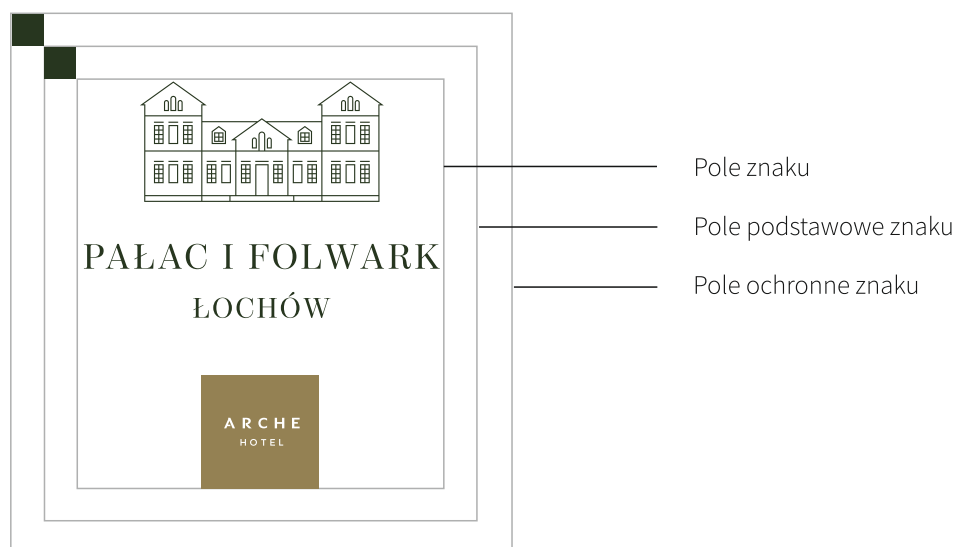 PAŁAC I FOLWARK
ŁOCHÓW
ARCHE
HOTEL
Pole znaku
Pole podstawowe znaku
Pole ochronne znaku